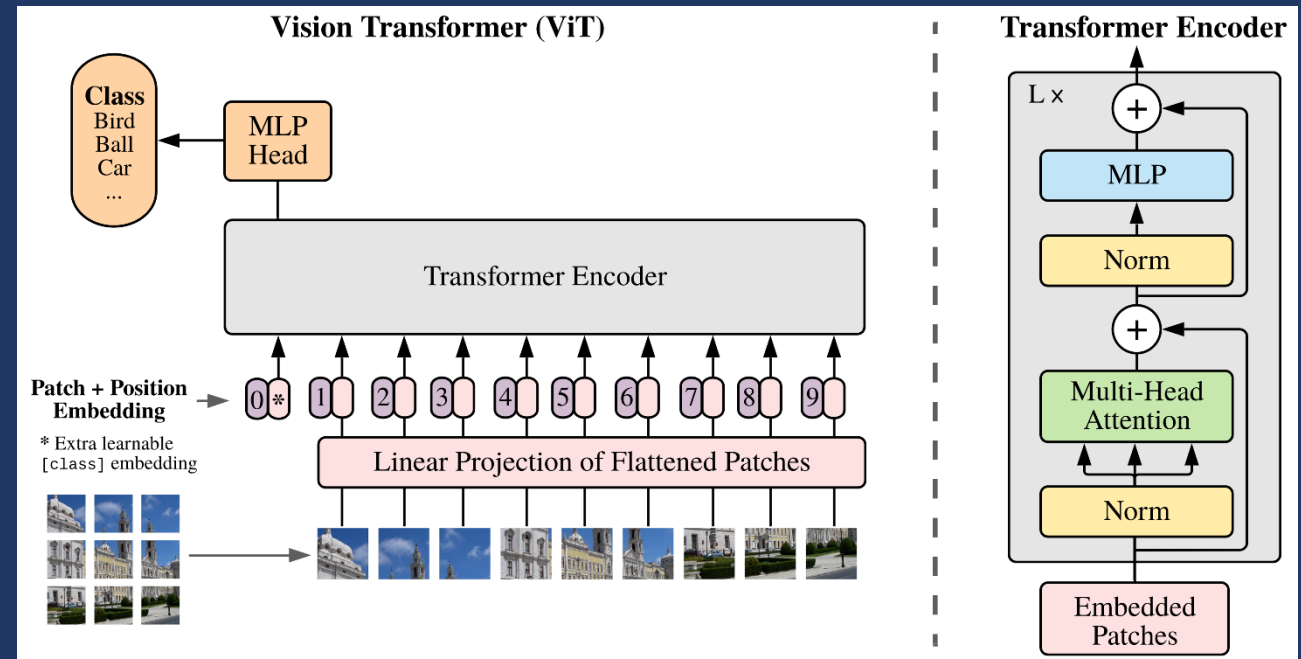 Vision Transformer (ViT)
Class
Bird
Ball
Car
...
MLP
Head
Transformer Encoder
Patch + Position
Embedding
0 * 1 2 3 4 5 6 7 8 9
* Extra learnable
[class] embedding
Linear Projection of Flattened Patches
Transformer Encoder
L x
+
MLP
Norm
+
Multi-Head
Attention
Norm
Embedded
Patches